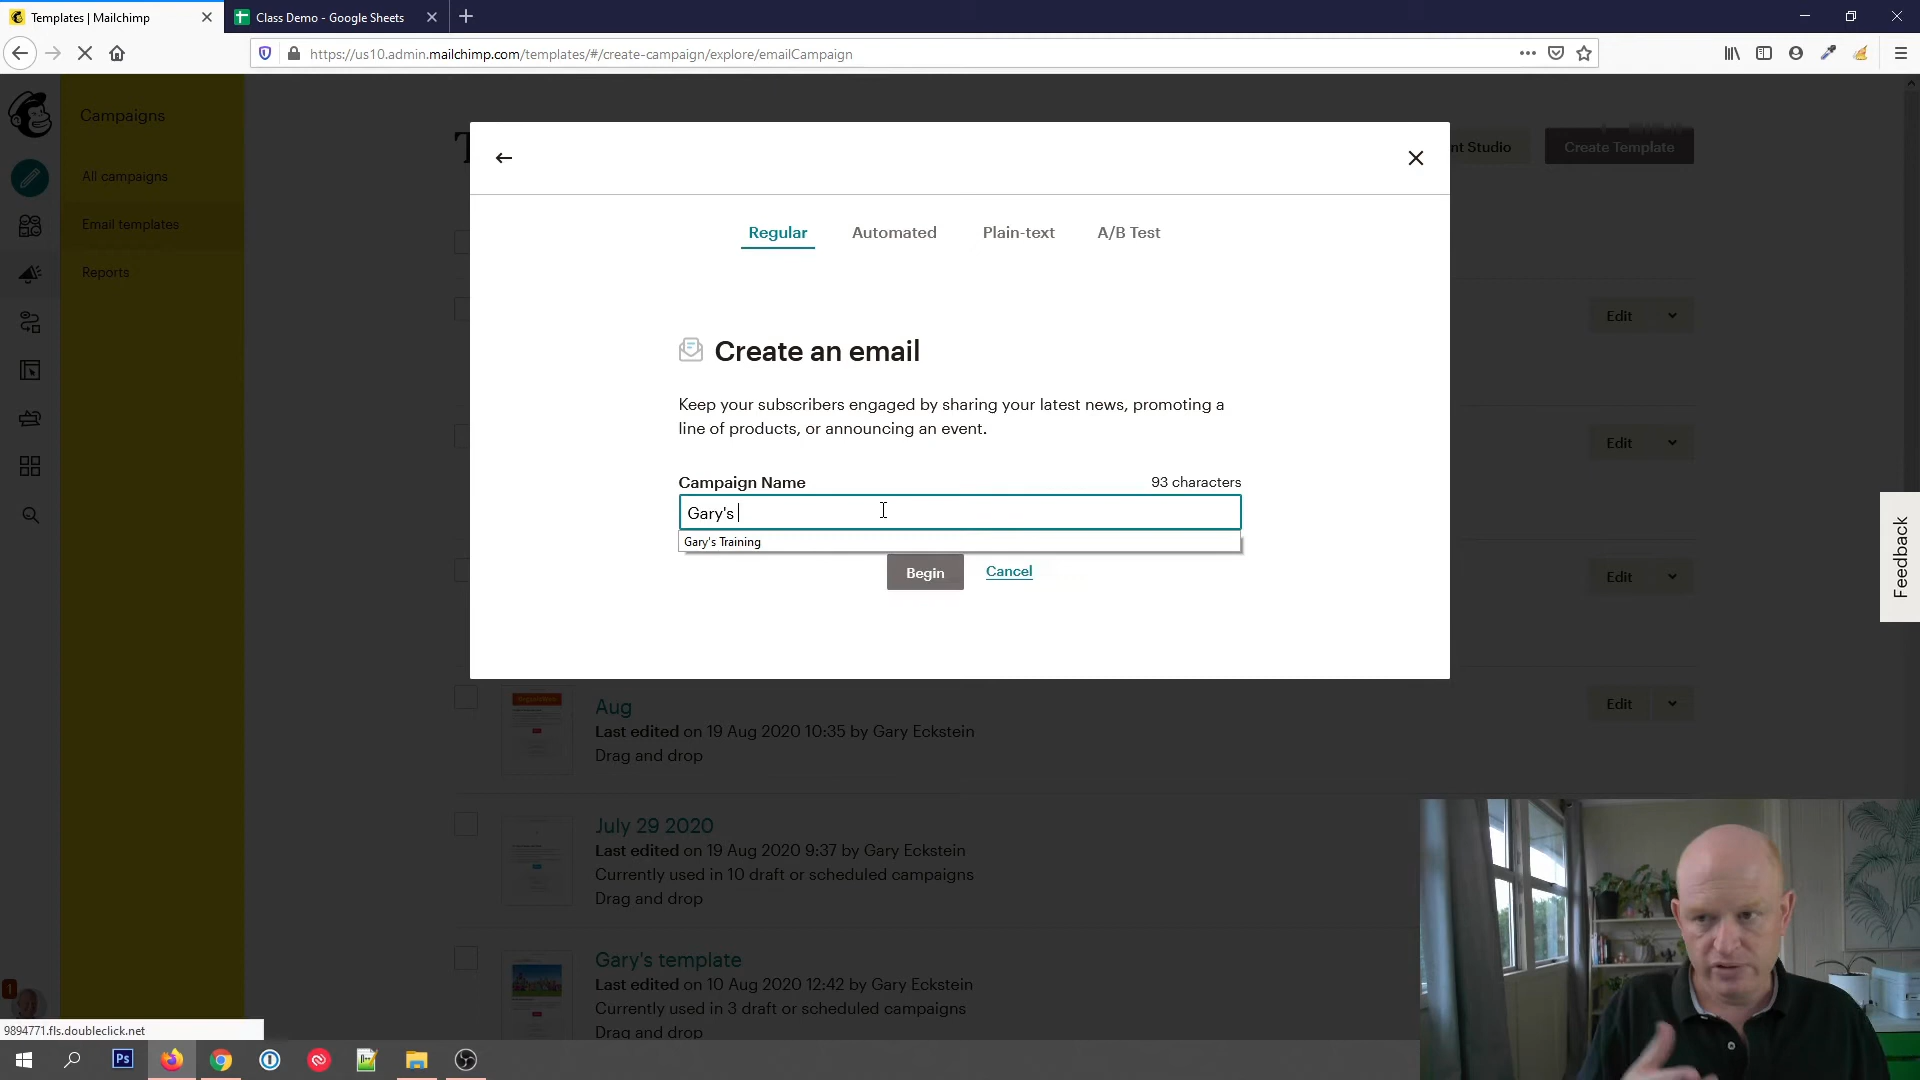 Templates | Mailchimp
Class Demo - Google Sheets
https://us10.admin.mailchimp.com/templates/#/create-campaign/explore/emailCampaign
Campaigns
All campaigns
Email templates
Reports
nt Studio
Create Template
Regular
Automated
Plain-text
A/B Test
Create an email
Keep your subscribers engaged by sharing your latest news, promoting a
line of products, or announcing an event.
Campaign Name
93 characters
Gary's
Gary's Training
Begin
Cancel
Edit
Edit
Edit
Edit
Feedback
Aug
Last edited on 19 Aug 2020 10:35 by Gary Eckstein
Drag and drop
July 29 2020
Last edited on 19 Aug 2020 9:37 by Gary Eckstein
Currently used in 10 draft or scheduled campaigns
Drag and drop
Gary's template
Last edited on 10 Aug 2020 12:42 by Gary Eckstein
Currently used in 3 draft or scheduled campaigns
Drag and drop
1
9894771.fls.doubleclick.net
Ps